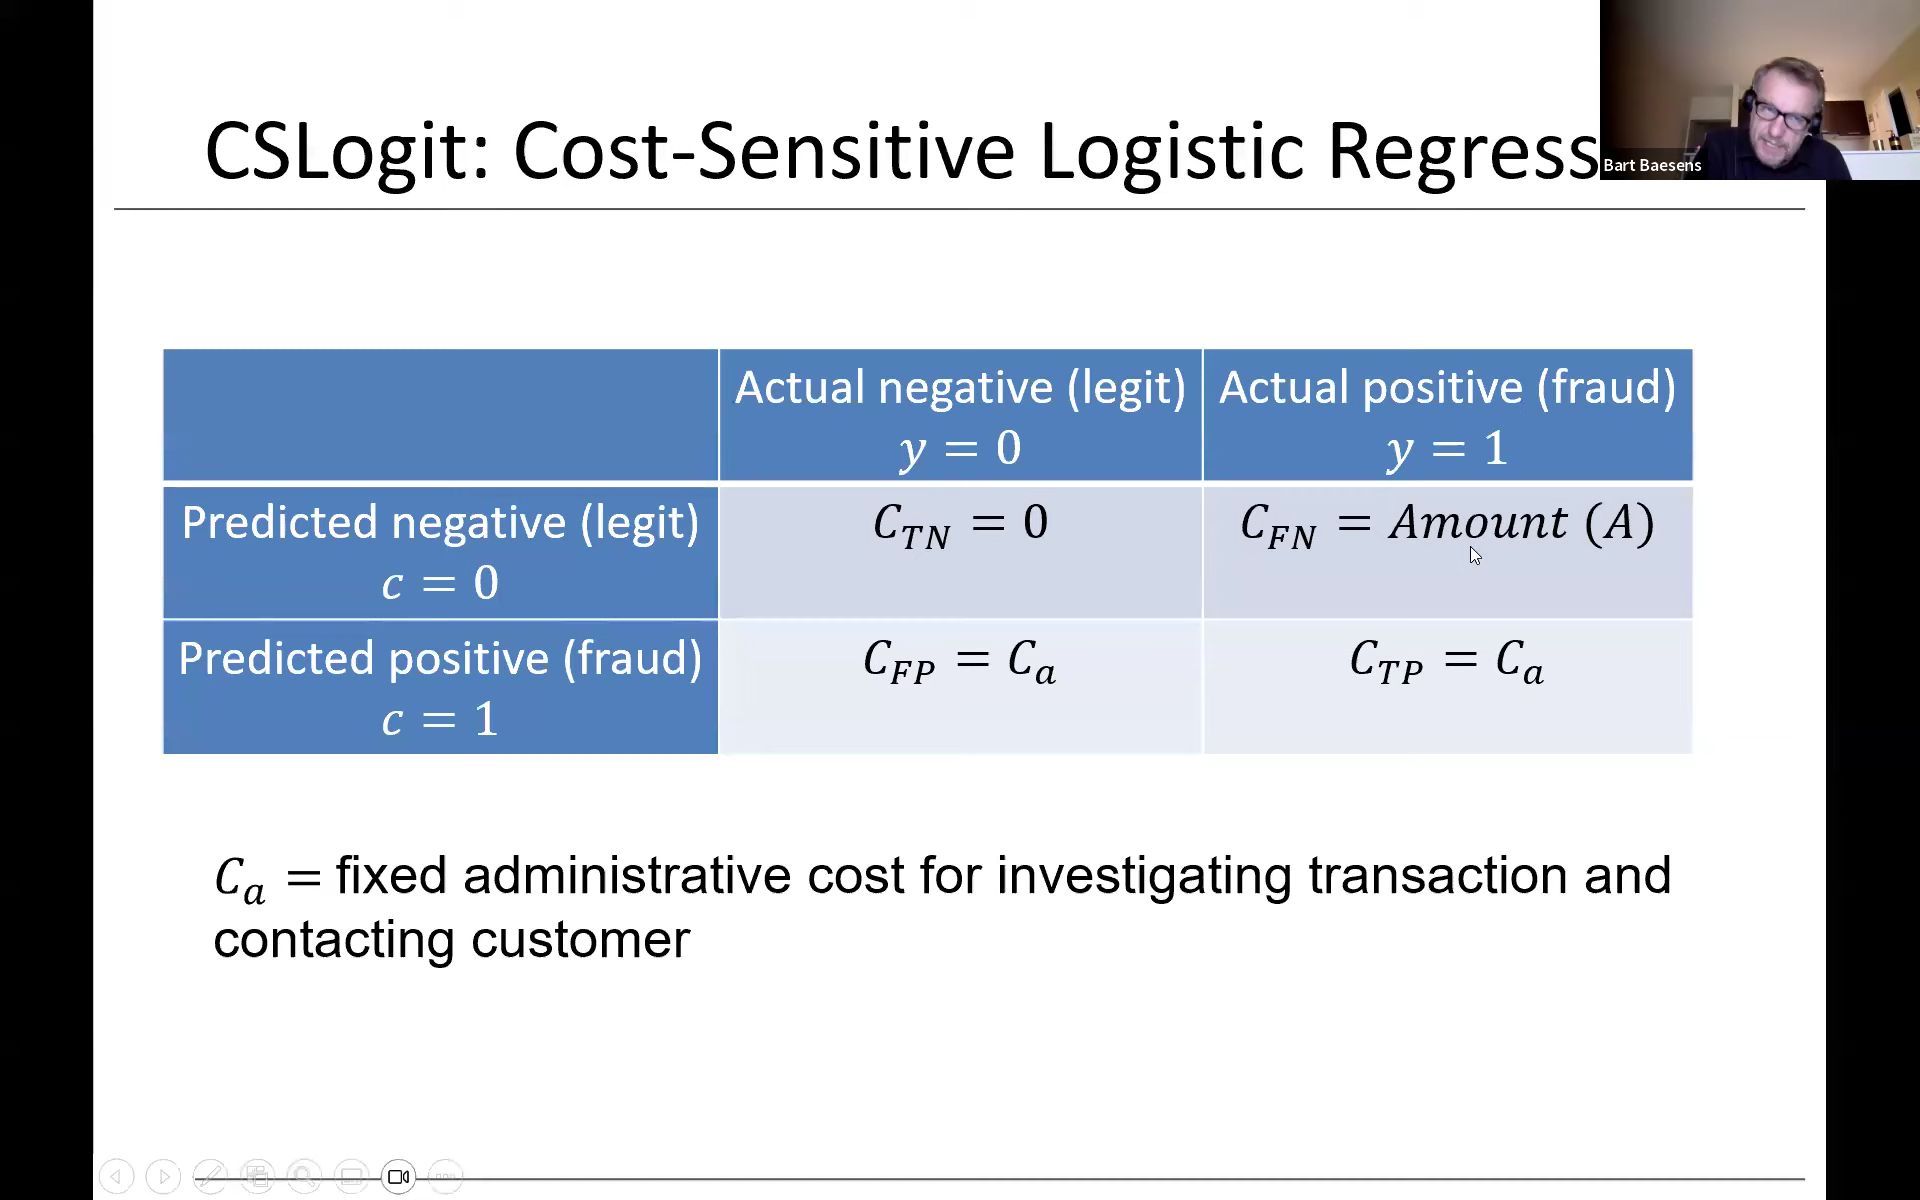 CSLogit: Cost-Sensitive Logistic Regress
Bart Baesens
Actual negative (legit)
y = 0
Actual positive (fraud)
y = 1
Predicted negative (legit)
c = 0
C_TN = 0
C_FN = Amount (A)
Predicted positive (fraud)
c = 1
C_FP = C_a
C_TP = C_a
C_a = fixed administrative cost for investigating transaction and
contacting customer